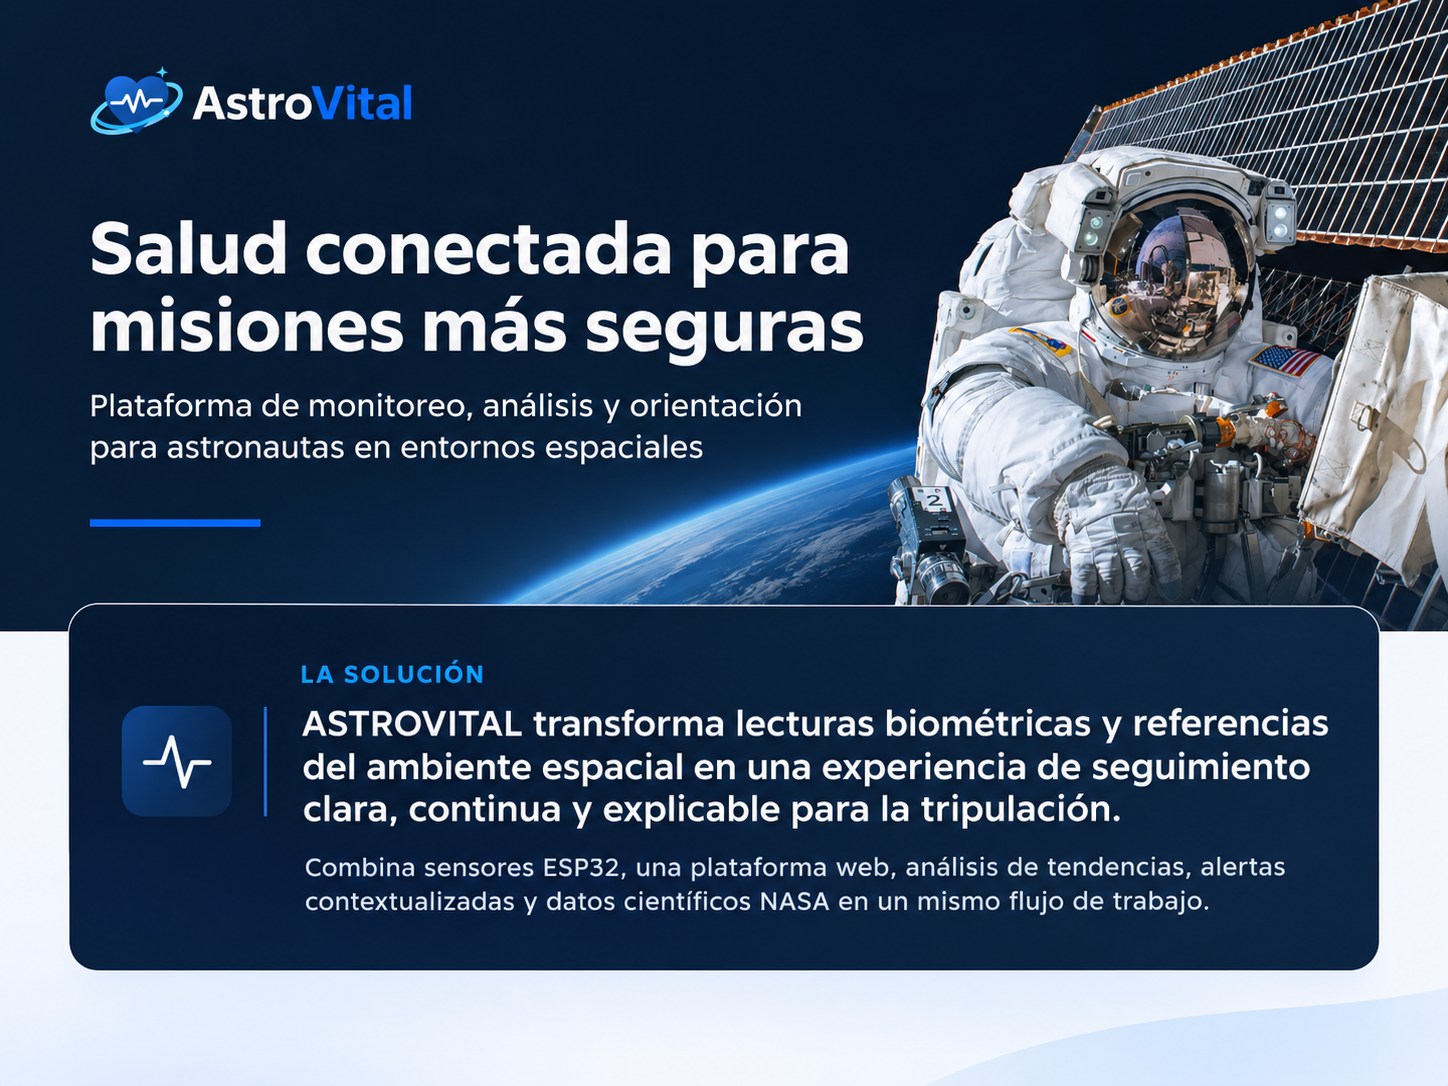 AstroVital
Salud conectada para
misiones más seguras
Plataforma de monitoreo, análisis y orientación
para astronautas en entornos espaciales
2
LA SOLUCIÓN
ASTROVITAL transforma lecturas biométricas y referencias
del ambiente espacial en una experiencia de seguimiento
clara, continua y explicable para la tripulación.
Combina sensores ESP32, una plataforma web, análisis de tendencias, alertas
contextualizadas y datos científicos NASA en un mismo flujo de trabajo.